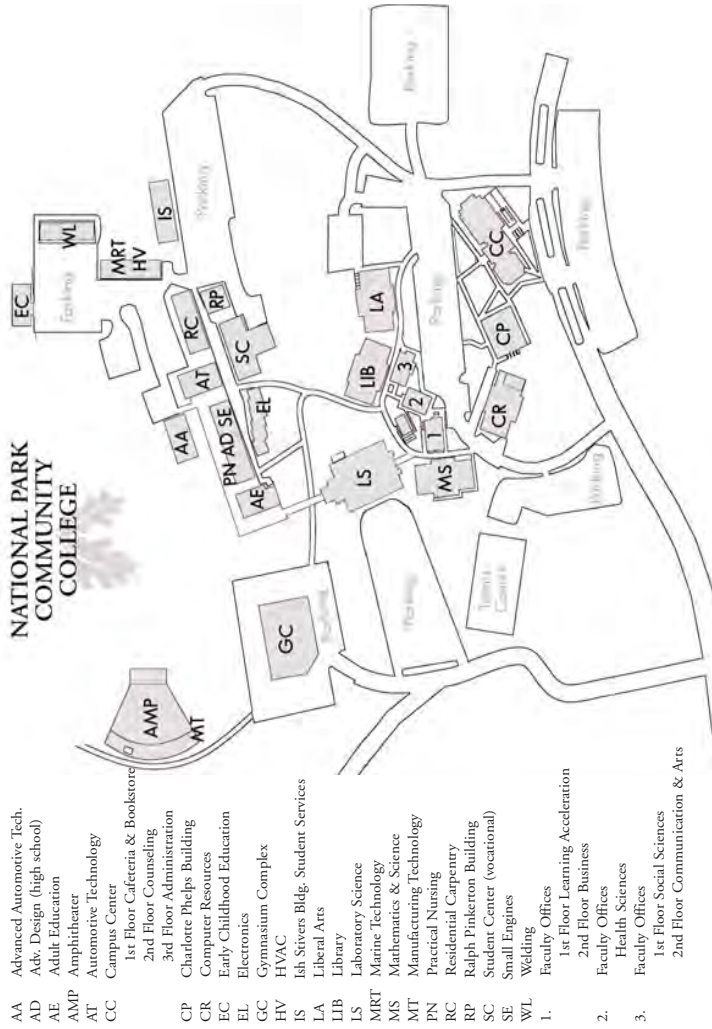 NATIONAL PARK
COMMUNITY
COLLEGE
EC
WL
Parking
MRT
HV
IS
Parking
RC
RP
AT
SC
AA
PN AD SE
EL
AE
LS
LIB
LA
3
2
1
MS
Parking
Parking
CC
CP
CR
Parking
Parking
Tennis
Courts
Parking
GC
Parking
AMP
MT
AA Advanced Automotive Tech.
AD Adv. Design (high school)
AE Adult Education
AMP Amphitheater
AT Automotive Technology
CC Campus Center
1st Floor Cafeteria & Bookstore
2nd Floor Counseling
3rd Floor Administration
CP Charlotte Phelps Building
CR Computer Resources
EC Early Childhood Education
EL Electronics
GC Gymnasium Complex
HV HVAC
IS Ish Stivers Bldg. Student Services
LA Liberal Arts
LIB Library
LS Laboratory Science
MRT Marine Technology
MS Mathematics & Science
MT Manufacturing Technology
PN Practical Nursing
RC Residential Carpentry
RP Ralph Pinkerton Building
SC Student Center (vocational)
SE Small Engines
WL Welding
1. Faculty Offices
1st Floor Learning Acceleration
2nd Floor Business
2. Faculty Offices
Health Sciences
3. Faculty Offices
1st Floor Social Sciences
2nd Floor Communication & Arts